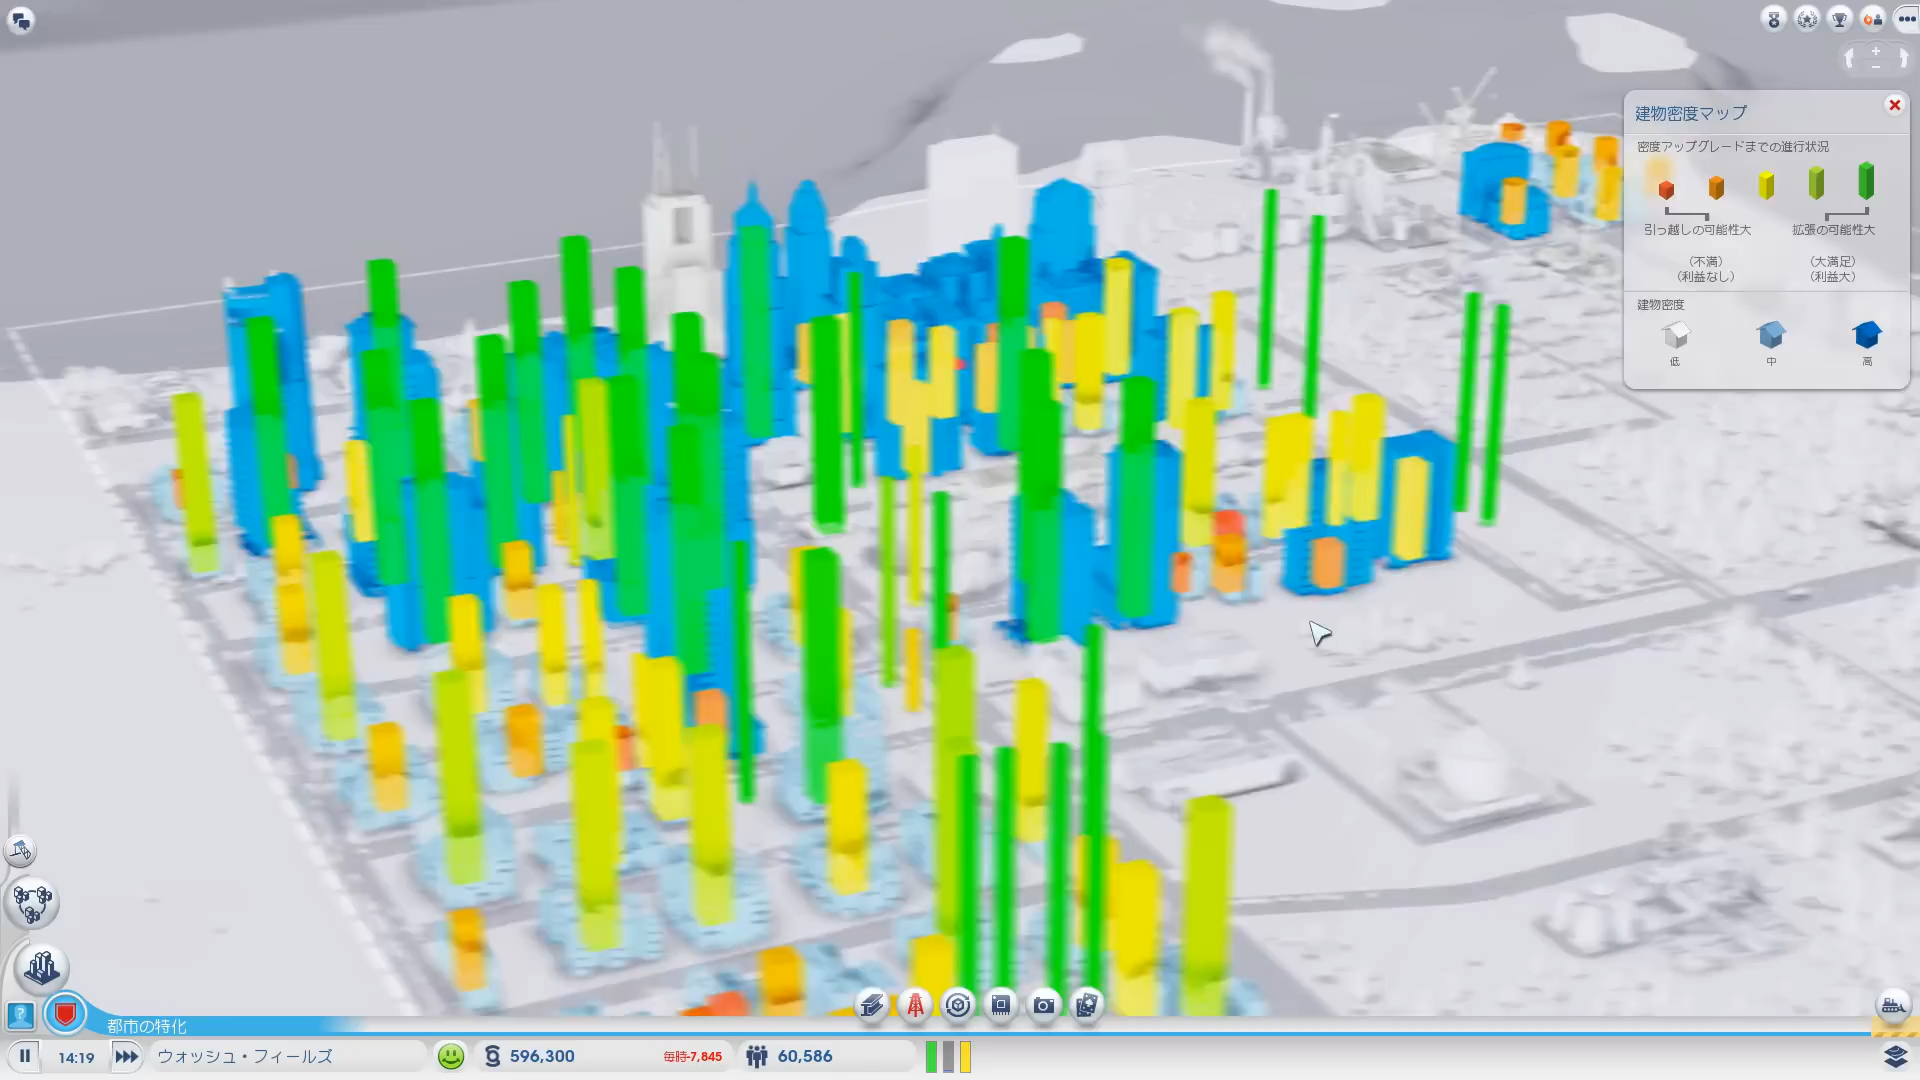 建物密度マップ
密度アップグレードまでの進行状況
引っ越しの可能性大 拡張の可能性大
（不満） （大満足）
（利益なし） （利益大）
建物密度
低 中 高
都市の特化
14:19 ウォッシュ・フィールズ 596,300 毎時-7,845 60,586